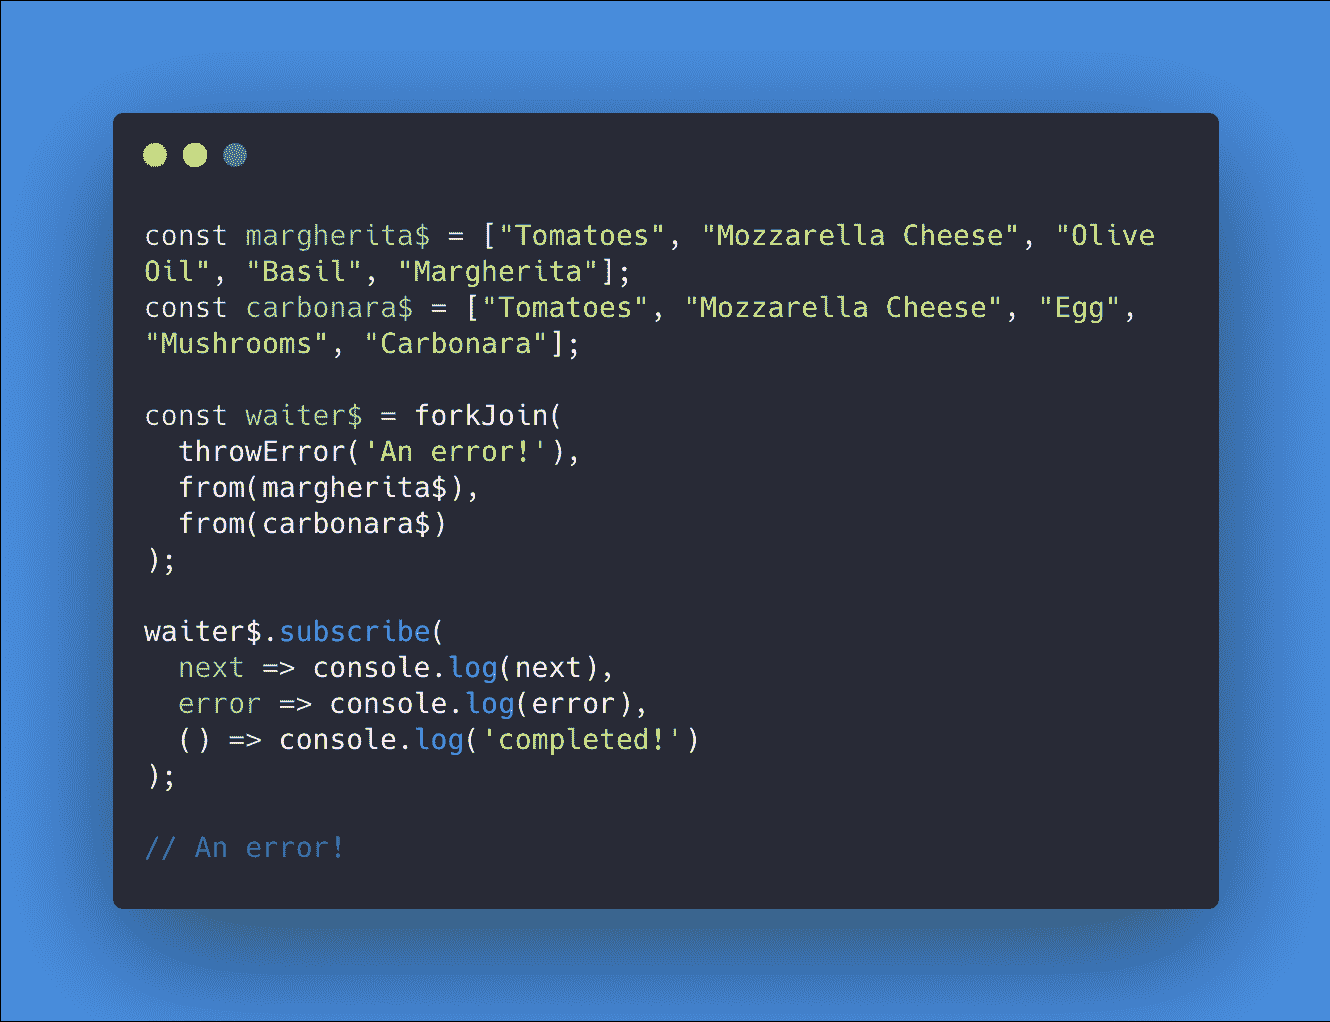 const margherita$ = ["Tomatoes", "Mozzarella Cheese", "Olive
Oil", "Basil", "Margherita"];
const carbonara$ = ["Tomatoes", "Mozzarella Cheese", "Egg",
"Mushrooms", "Carbonara"];

const waiter$ = forkJoin(
  throwError('An error!'),
  from(margherita$),
  from(carbonara$)
);

waiter$.subscribe(
  next => console.log(next),
  error => console.log(error),
  () => console.log('completed!')
);

// An error!